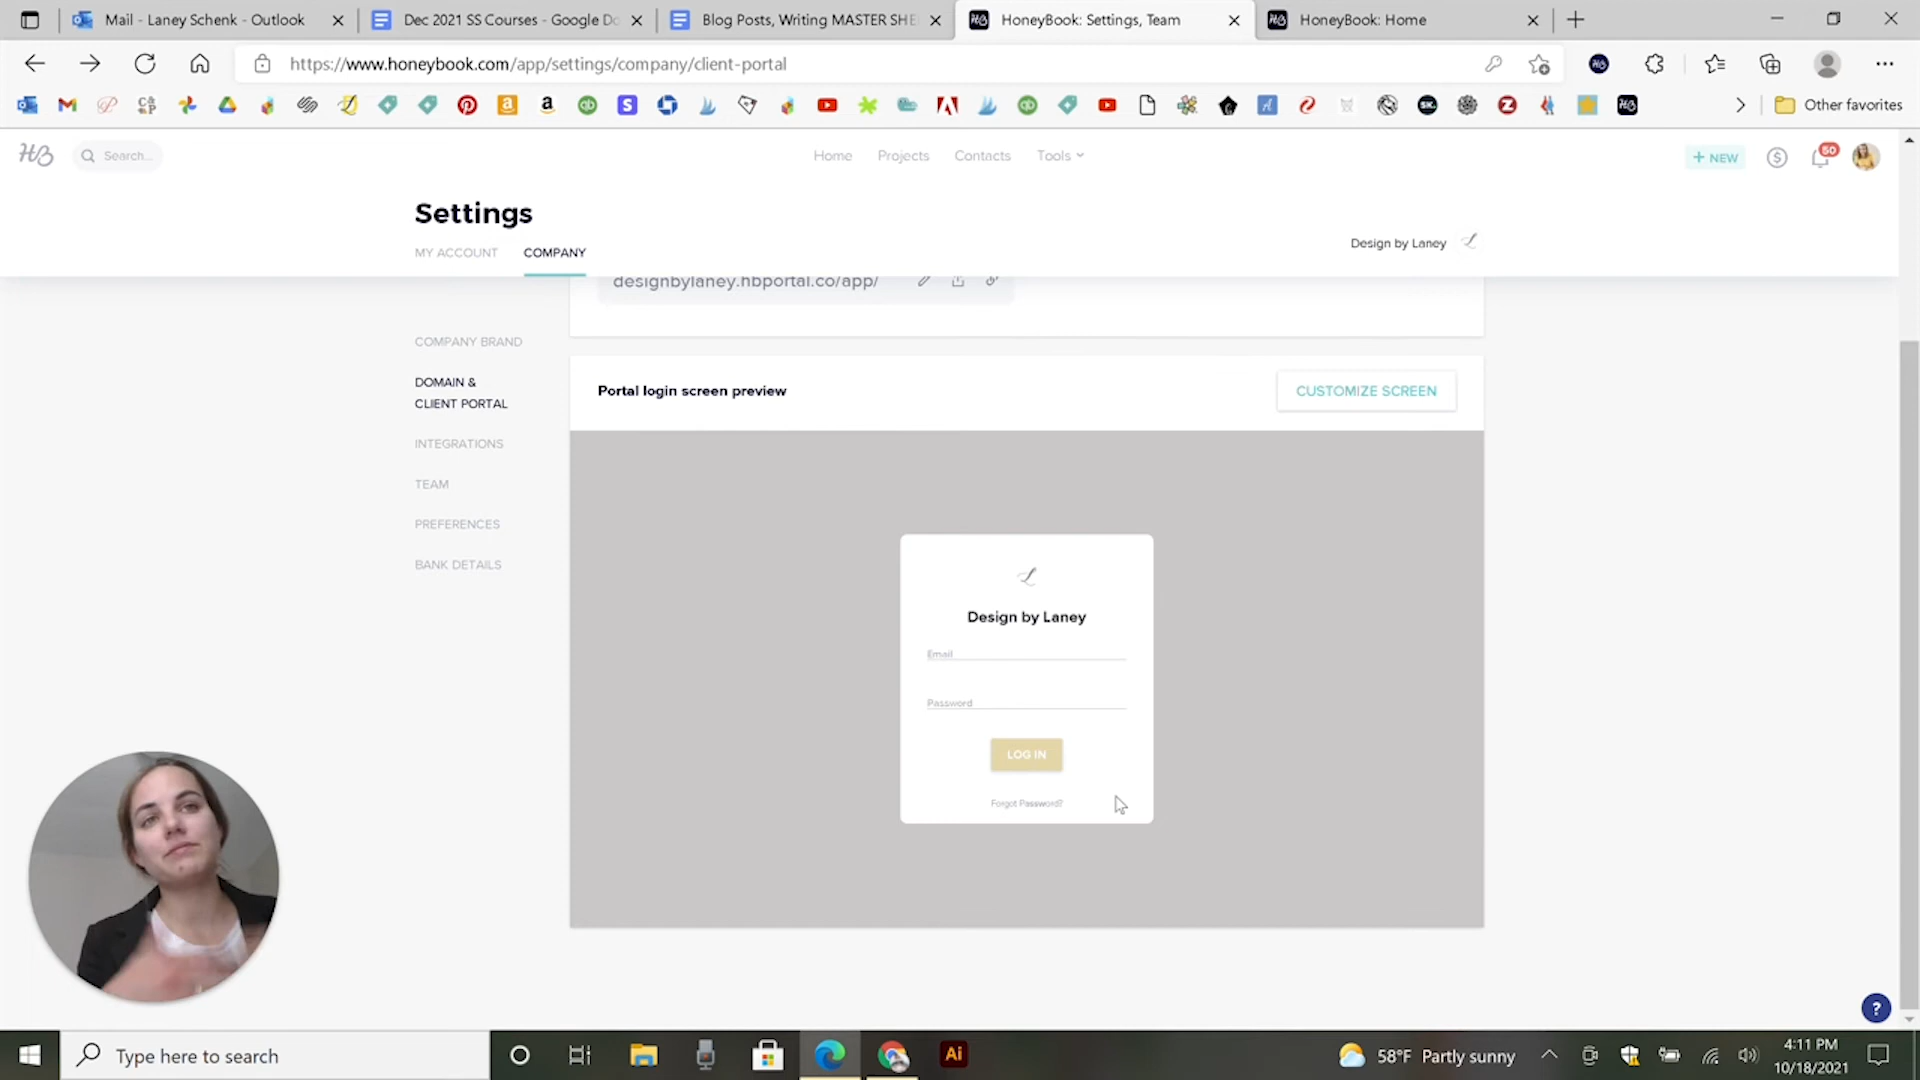 Mail - Laney Schenk - Outlook
Dec 2021 SS Courses - Google Do
Blog Posts, Writing MASTER SHE
HoneyBook: Settings, Team
HoneyBook: Home
https://www.honeybook.com/app/settings/company/client-portal
Other favorites
HB
Search...
Home
Projects
Contacts
Tools
+ NEW
50
Settings
MY ACCOUNT
COMPANY
Design by Laney
designbylaney.hbportal.co/app/
COMPANY BRAND
DOMAIN &
CLIENT PORTAL
INTEGRATIONS
TEAM
PREFERENCES
BANK DETAILS
Portal login screen preview
CUSTOMIZE SCREEN
Design by Laney
Email
Password
LOG IN
Forgot Password?
?
Type here to search
Ai
58°F Partly sunny
4:11 PM
10/18/2021